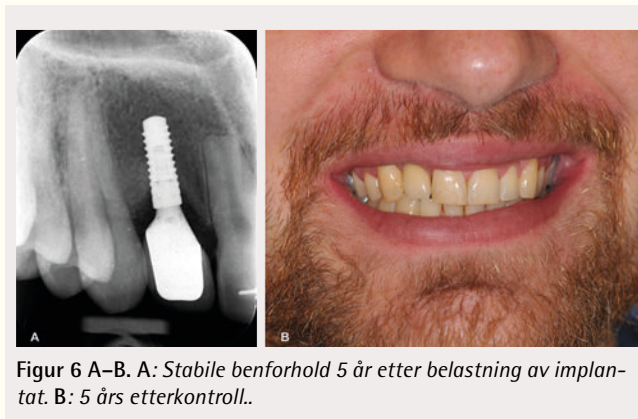 A
B
Figur 6 A–B. A: Stabile benforhold 5 år etter belastning av implan-
tat. B: 5 års etterkontroll..